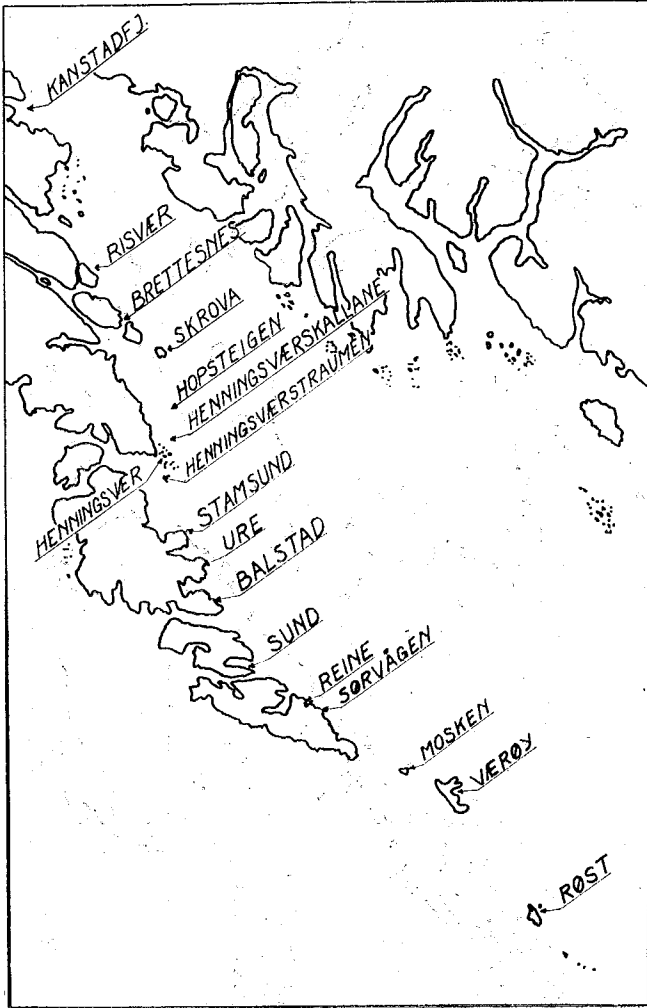 KANSTADFJ.
RISVÆR
BRETTESNES
SKROVA
HOPSTEIGEN
HENNINGSVÆRSKALLANE
HENNINGSVÆRSTRAUMEN
HENNINGSVÆR
STAMSUND
URE
BALSTAD
SUND
REINE
SØRVÅGEN
MOSKEN
VÆRØY
RØST